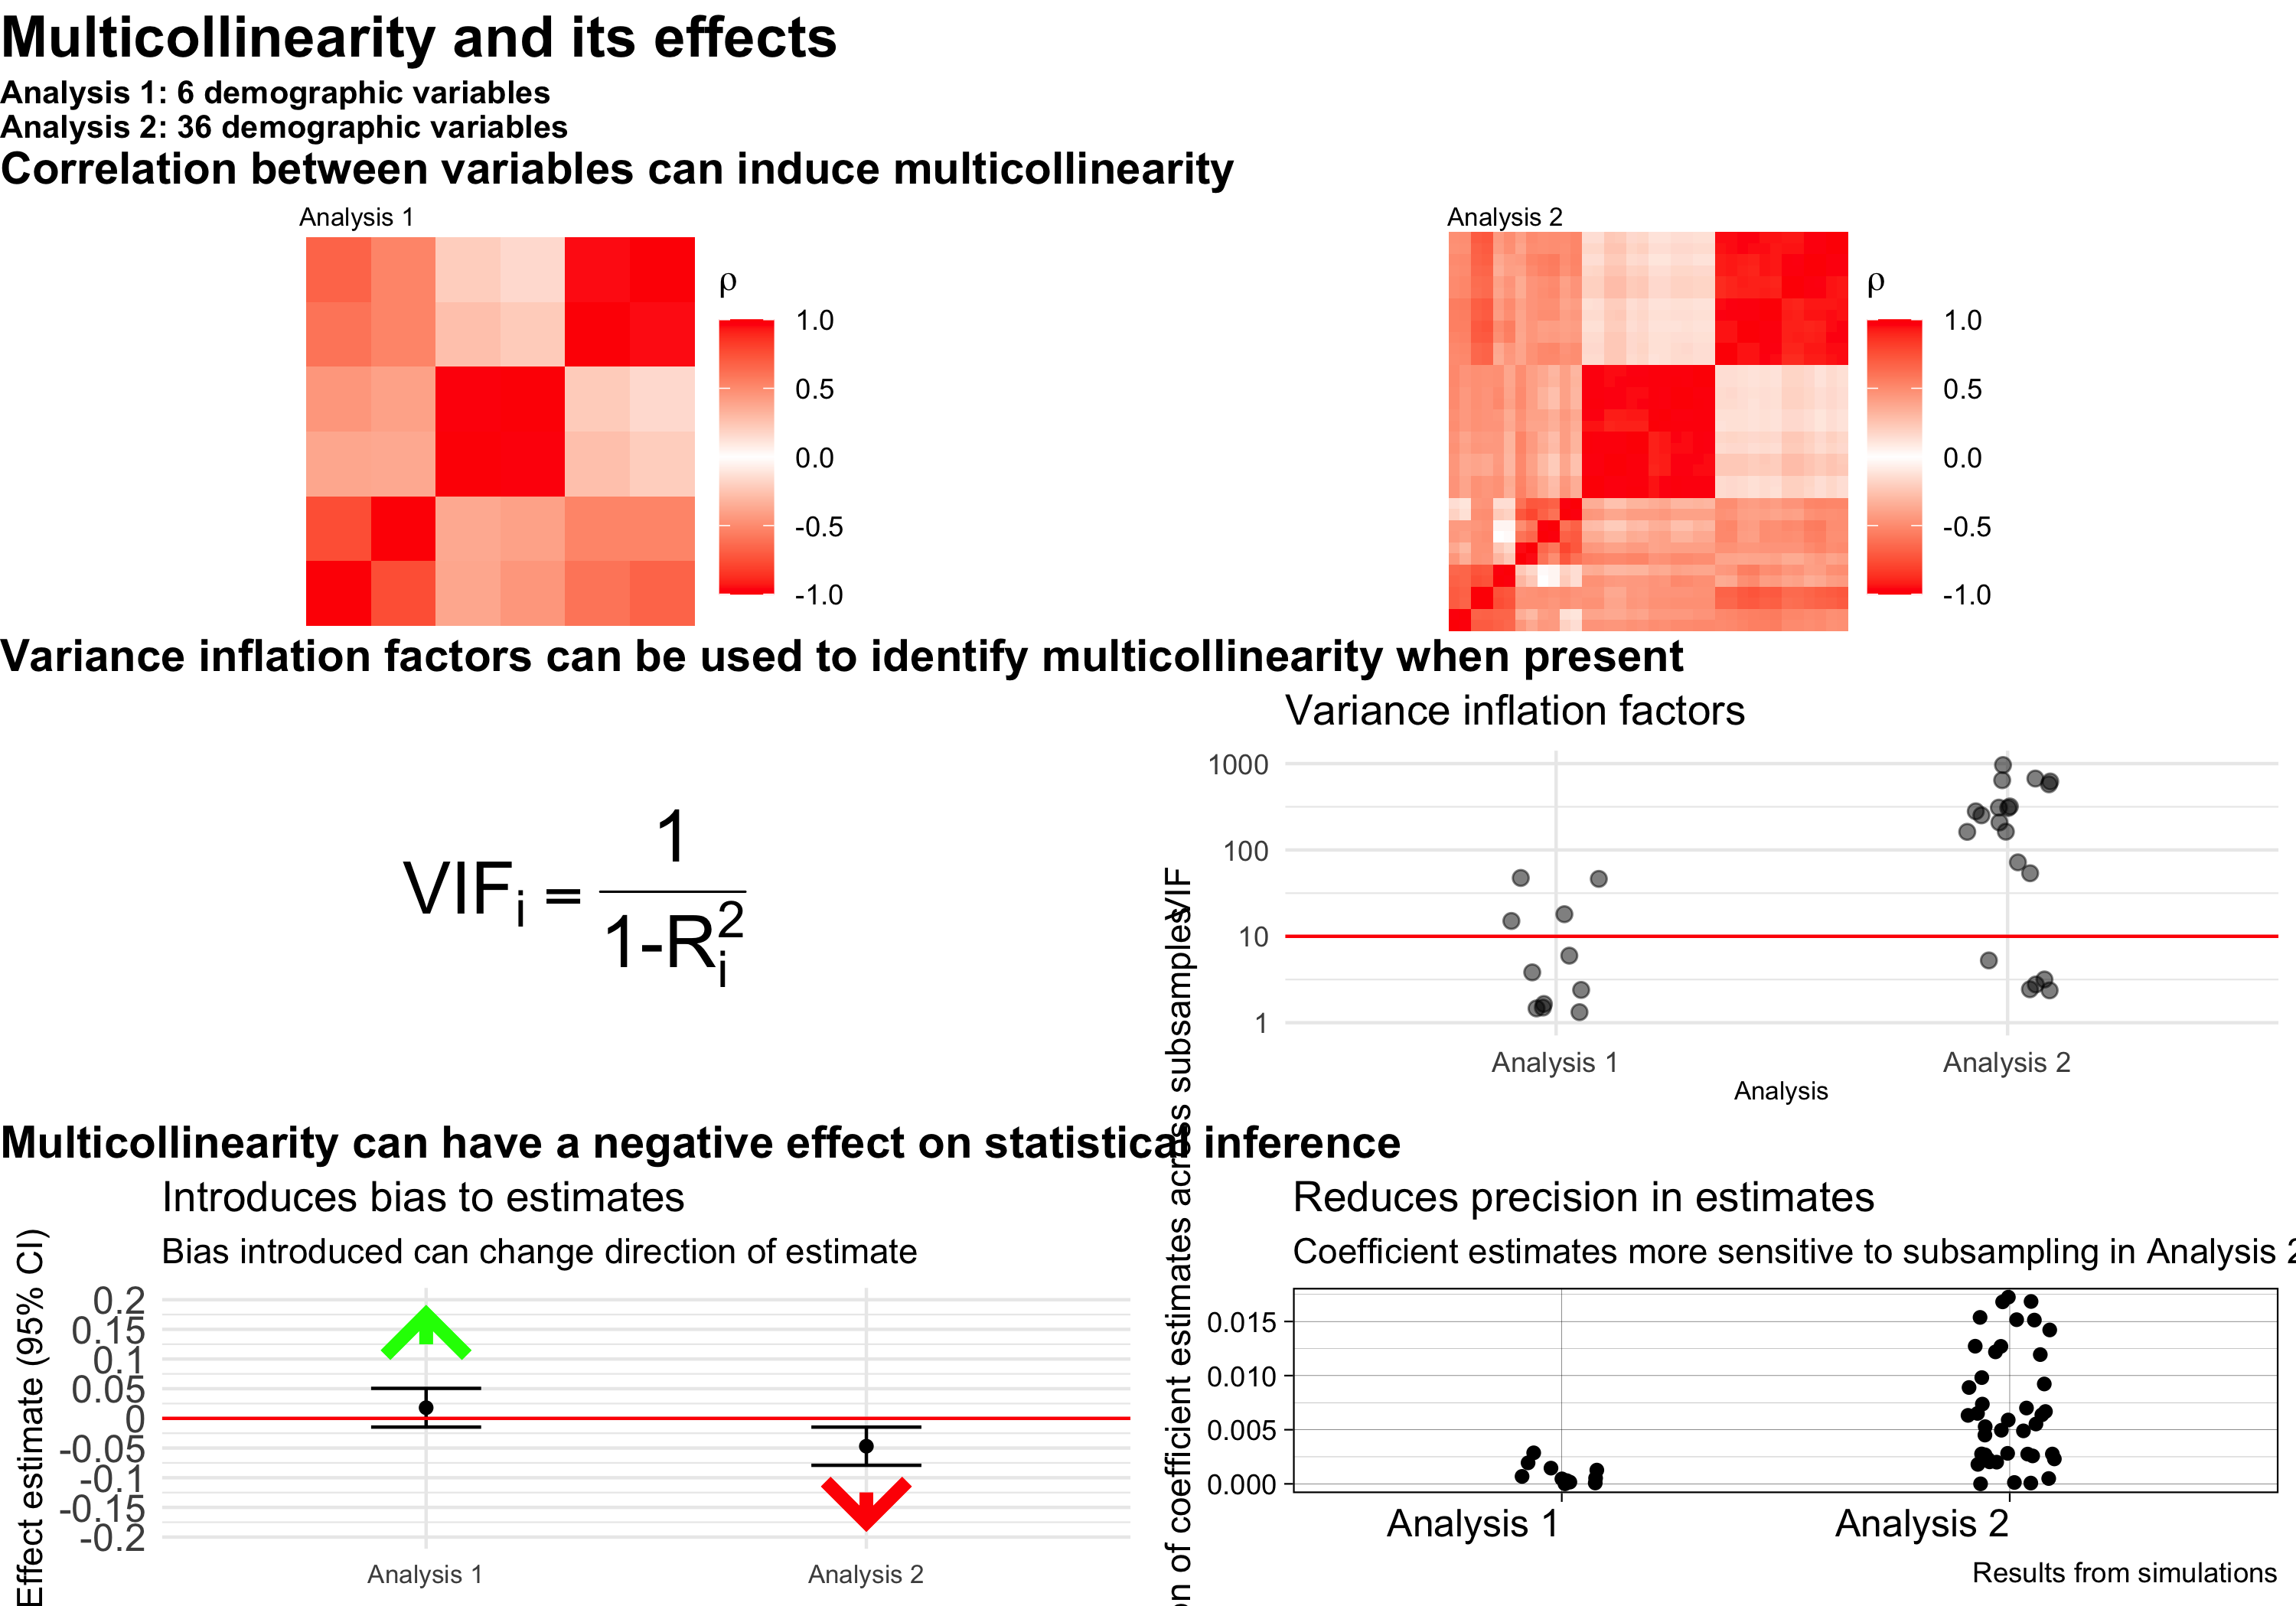 Multicollinearity and its effects
Analysis 1: 6 demographic variables
Analysis 2: 36 demographic variables
Correlation between variables can induce multicollinearity
Analysis 1
ρ
1.0
0.5
0.0
-0.5
-1.0
Analysis 2
ρ
1.0
0.5
0.0
-0.5
-1.0
Variance inflation factors can be used to identify multicollinearity when present
VIFi = 1
1-Ri2
Variance inflation factors
VIF
1000
100
10
1
Analysis 1 Analysis 2
Analysis
Multicollinearity can have a negative effect on statistical inference
Introduces bias to estimates
Bias introduced can change direction of estimate
Effect estimate (95% CI)
0.2
0.15
0.1
0.05
0
-0.05
-0.1
-0.15
-0.2
Analysis 1 Analysis 2
Reduces precision in estimates
Coefficient estimates more sensitive to subsampling in Analysis 2
of coefficient estimates across subsamples
0.015
0.010
0.005
0.000
Analysis 1 Analysis 2
Results from simulations